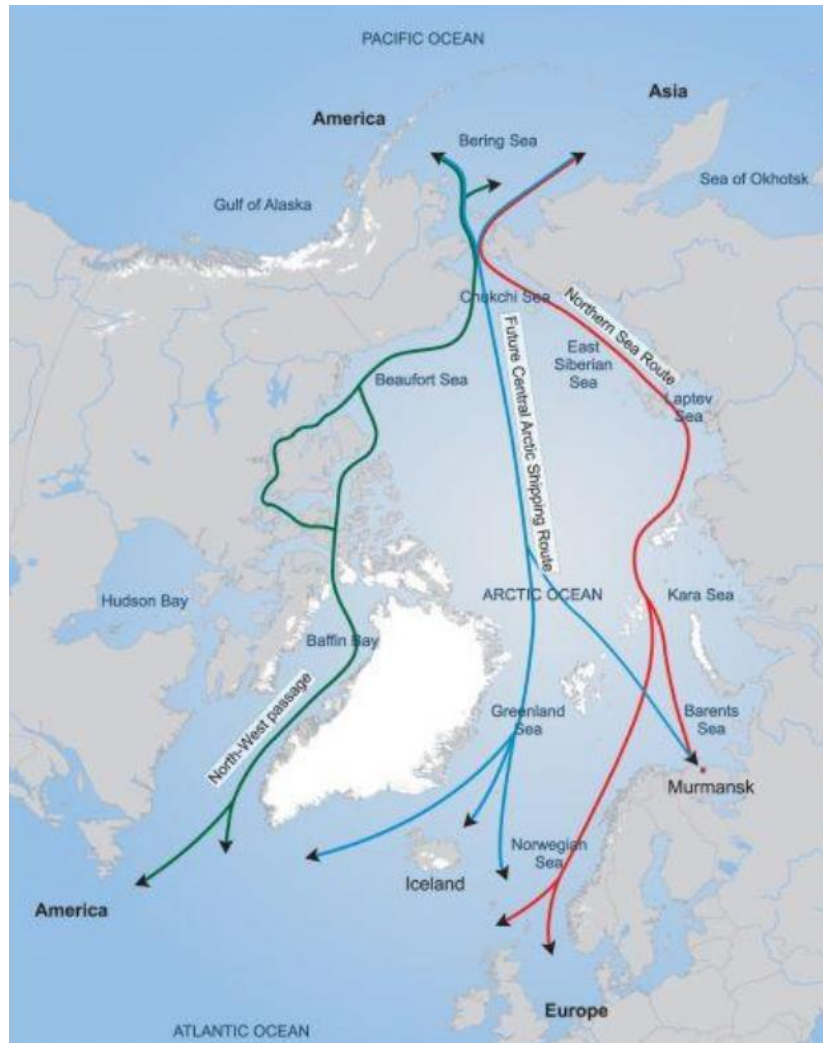 PACIFIC OCEAN
Asia
America
Bering Sea
Sea of Okhotsk
Gulf of Alaska
Chukchi Sea
Northern Sea Route
Future Central Arctic Shipping Route
East
Siberian
Sea
Beaufort Sea
Laptev
Sea
ARCTIC OCEAN
Kara Sea
Hudson Bay
Baffin Bay
North-West passage
Greenland
Sea
Barents
Sea
Murmansk
Norwegian
Sea
Iceland
America
Europe
ATLANTIC OCEAN